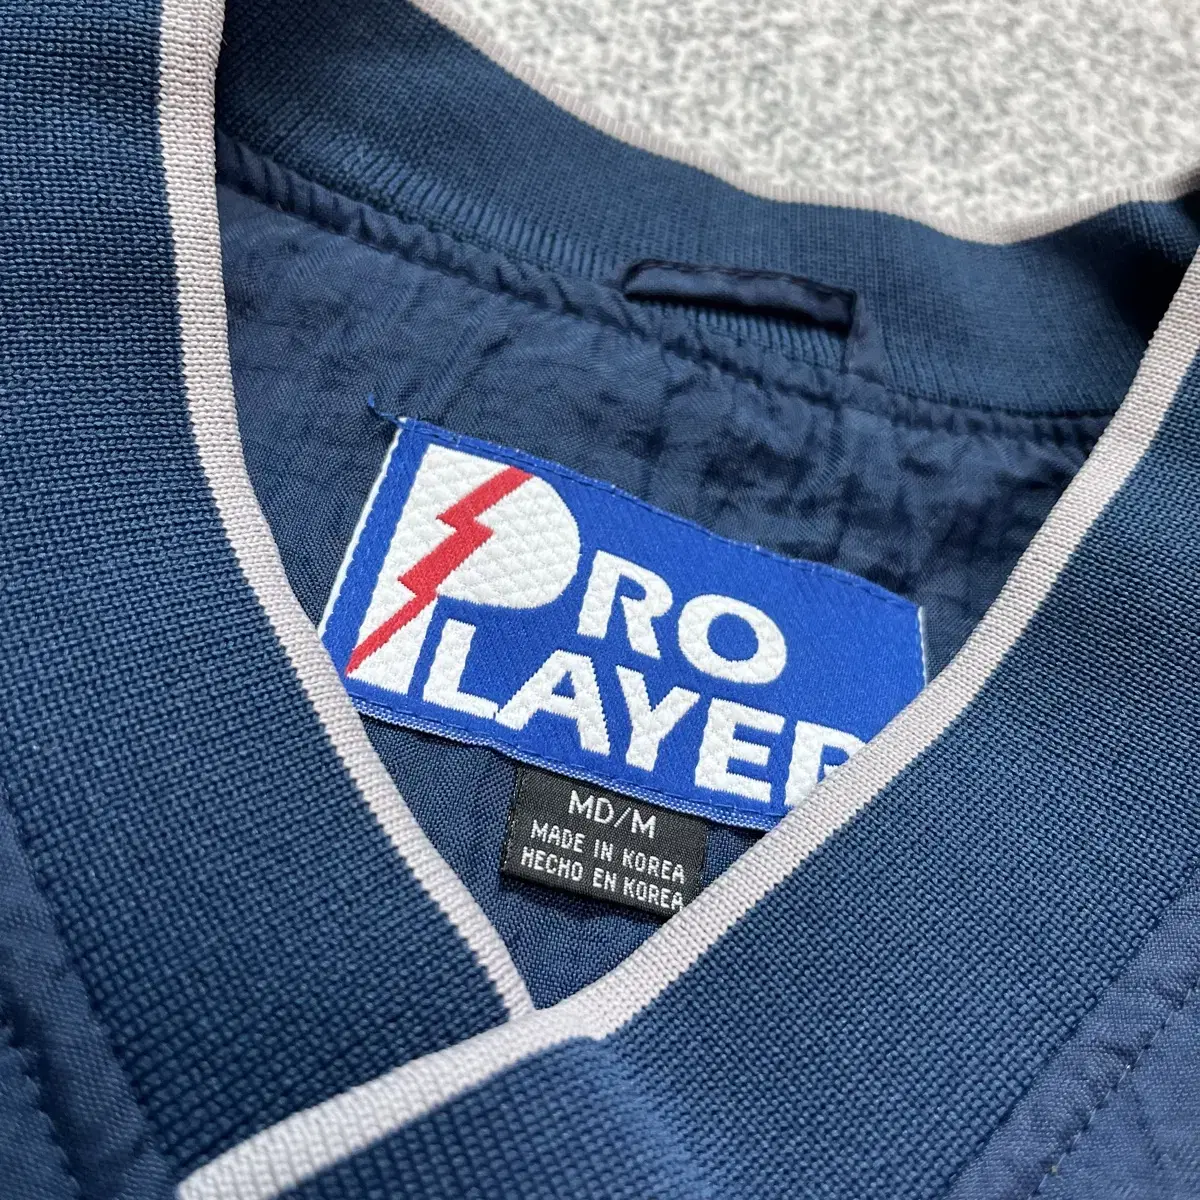 PRO
PLAYER
MD/M
MADE IN KOREA
HECHO EN KOREA